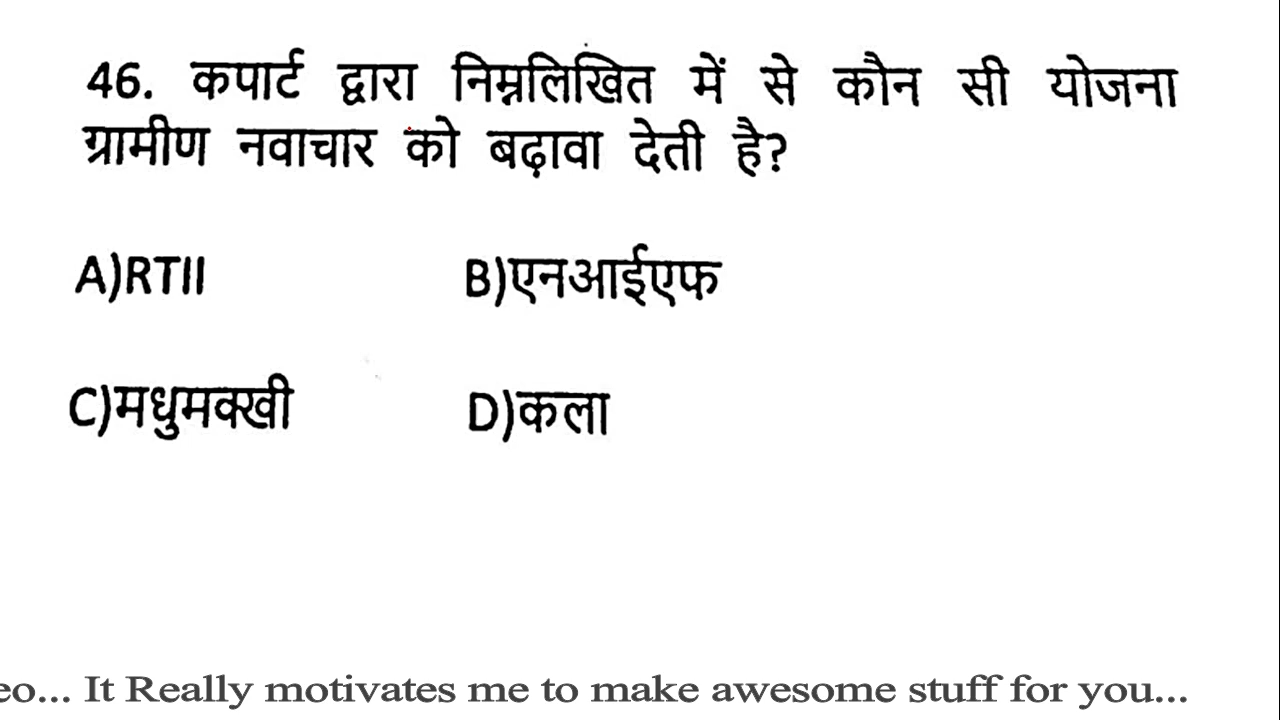 46. कपार्ट द्वारा निम्नलिखित में से कौन सी योजना
ग्रामीण नवाचार को बढ़ावा देती है?
A)RTII B)एनआईएफ
C)मधुमक्खी D)कला
eo... It Really motivates me to make awesome stuff for you...